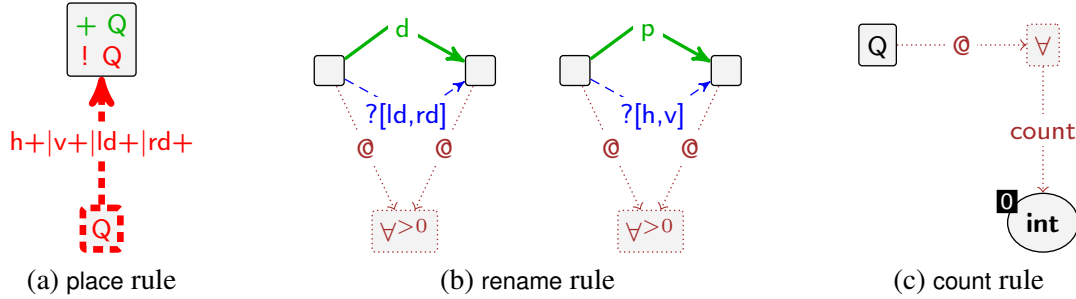 + Q
! Q
h+|v+|ld+|rd+
Q
(a) place rule
d
?[ld,rd]
@ @
∀>0
p
?[h,v]
@ @
∀>0
(b) rename rule
Q @ ∀
count
0
int
(c) count rule